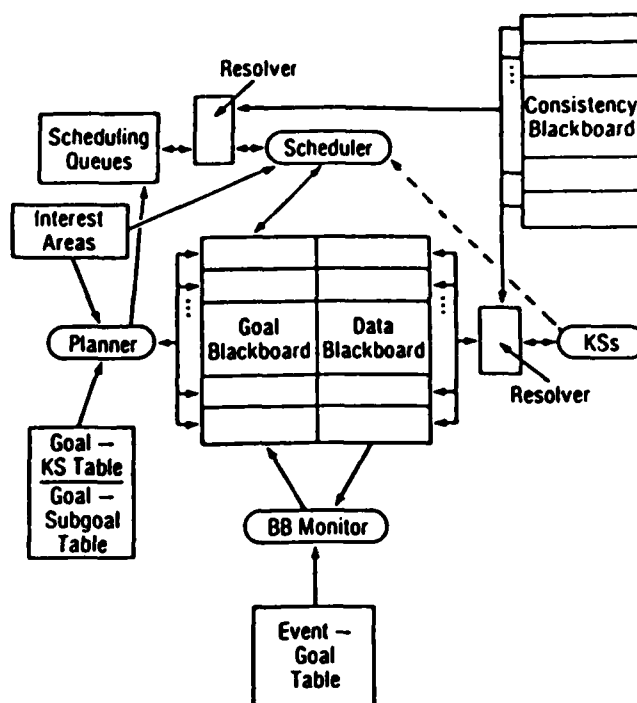 Resolver
Consistency
Blackboard
Scheduling
Queues
Scheduler
Interest
Areas
Goal
Blackboard
Data
Blackboard
Planner
KSs
Resolver
Goal –
KS Table
Goal –
Subgoal
Table
BB Monitor
Event –
Goal
Table